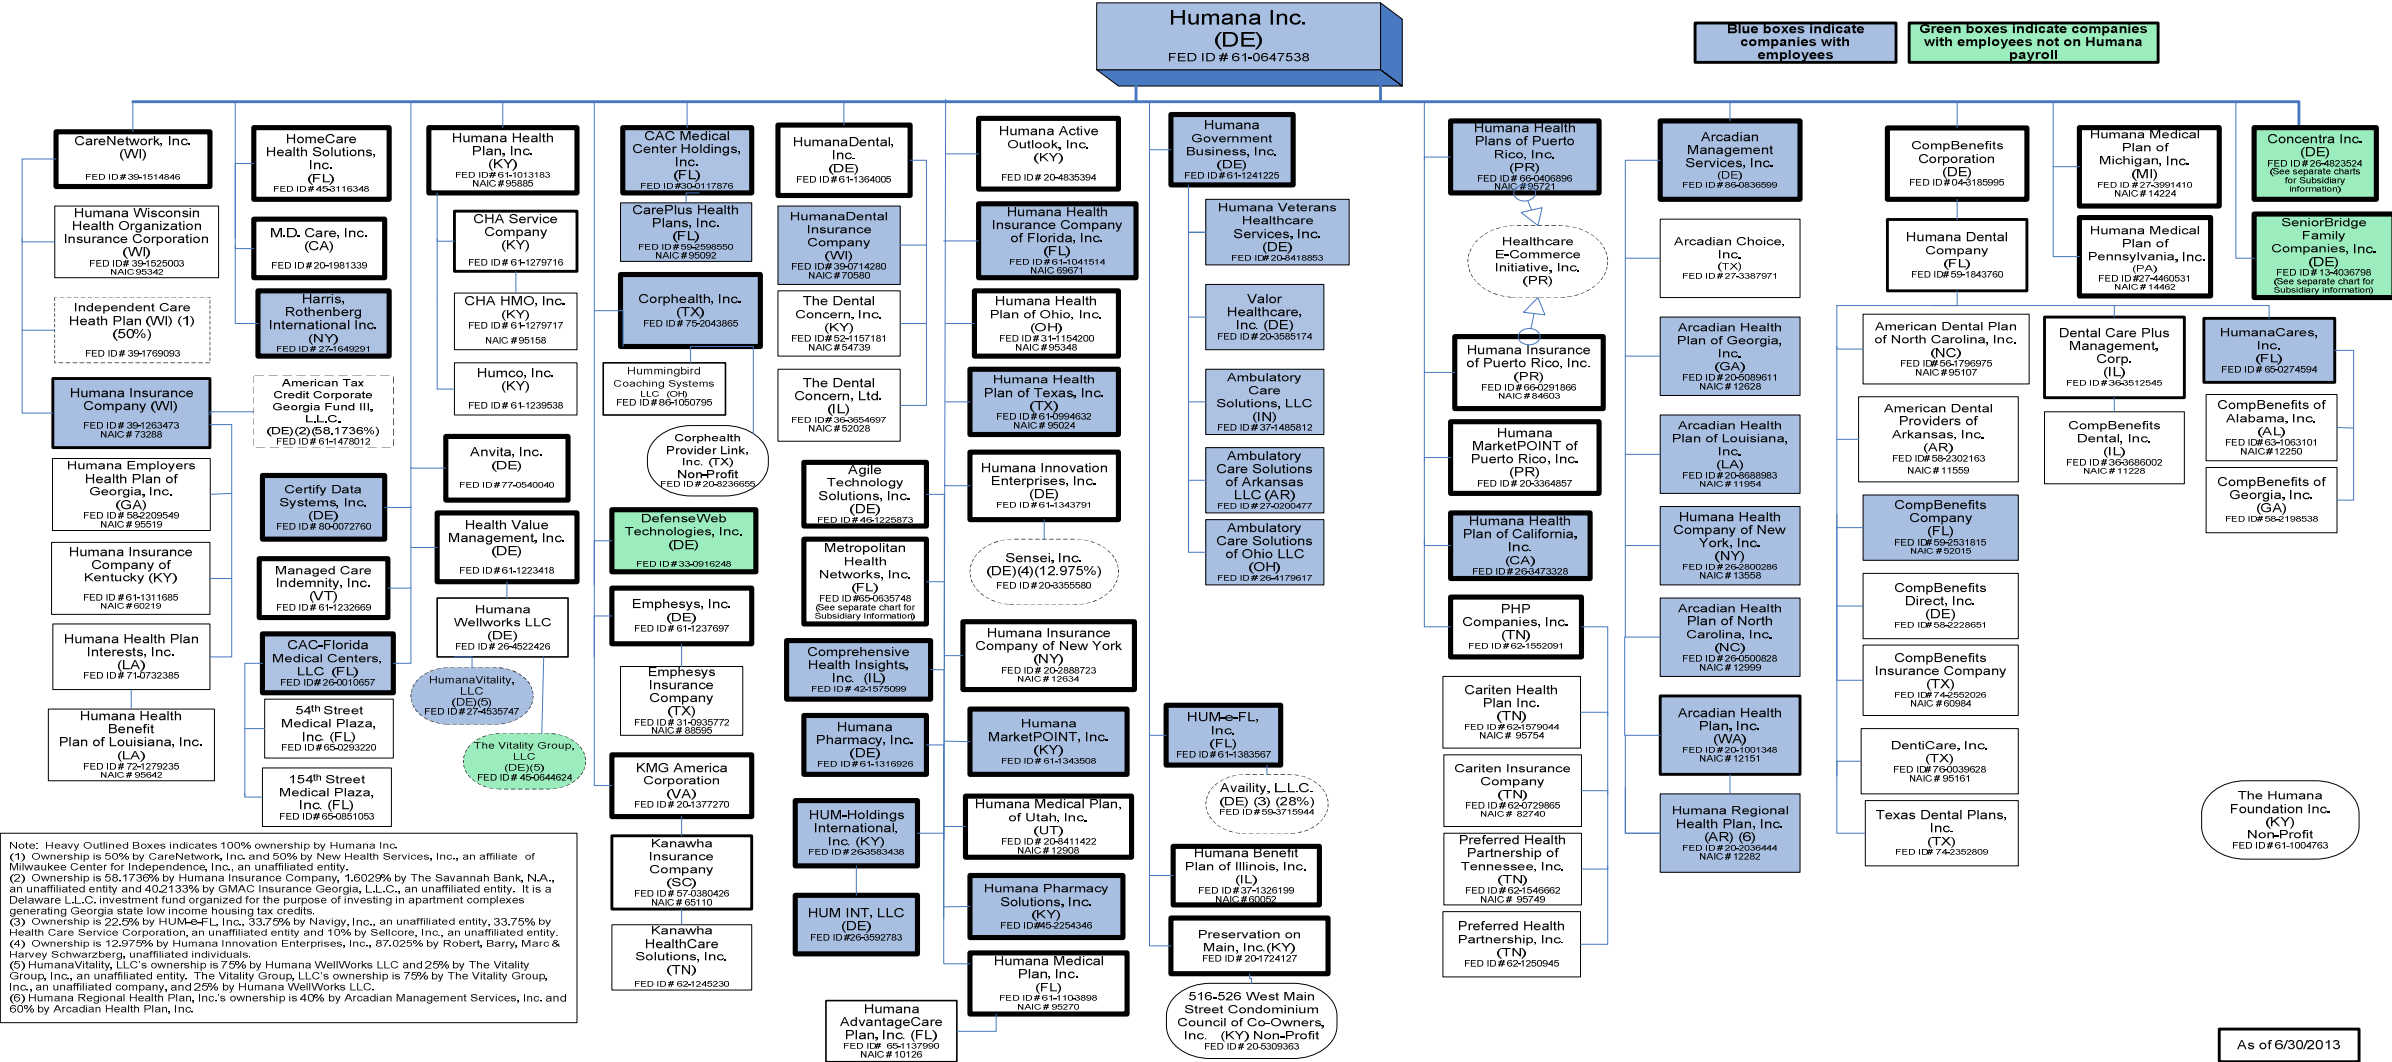 Humana Inc.
(DE)
FED ID # 61-0647538
Blue boxes indicate
companies with
employees
Green boxes indicate companies
with employees not on Humana
payroll
CareNetwork, Inc.
(WI)
FED ID# 39-1514846
Humana Wisconsin
Health Organization
Insurance Corporation
(WI)
FED ID# 39-1525003
NAIC 95342
Independent Care
Heath Plan (WI) (1)
(50%)
FED ID# 39-1769093
Humana Insurance
Company (WI)
FED ID # 39-1263473
NAIC # 73288
Humana Employers
Health Plan of
Georgia, Inc.
(GA)
FED ID# 58-2209549
NAIC # 95519
Humana Insurance
Company of
Kentucky (KY)
FED ID # 61-1311685
NAIC # 60219
Humana Health Plan
Interests, Inc.
(LA)
FED ID # 71-0732385
Humana Health
Benefit
Plan of Louisiana, Inc.
(LA)
FED ID # 72-1279235
NAIC # 95642
HomeCare
Health Solutions,
Inc.
(FL)
FED ID# 45-3116348
M.D. Care, Inc.
(CA)
FED ID# 20-1981339
Harris,
Rothenberg
International Inc.
(NY)
FED ID# 27-1649291
American Tax
Credit Corporate
Georgia Fund III,
L.L.C.
(DE)(2)(58.1736%)
FED ID# 61-1478012
Certify Data
Systems, Inc.
(DE)
FED ID # 80-0072760
Managed Care
Indemnity, Inc.
(VT)
FED ID # 61-1232669
CAC-Florida
Medical Centers,
LLC (FL)
FED ID# 26-0010657
54th Street
Medical Plaza,
Inc. (FL)
FED ID# 65-0293220
154th Street
Medical Plaza,
Inc. (FL)
FED ID#65-0851053
Humana Health
Plan, Inc.
(KY)
FED ID# 61-1013183
NAIC # 95885
CHA Service
Company
(KY)
FED ID # 61-1279716
CHA HMO, Inc.
(KY)
FED ID # 61-1279717
NAIC # 95158
Humco, Inc.
(KY)
FED ID # 61-1239538
Anvita, Inc.
(DE)
FED ID# 77-0540040
Health Value
Management, Inc.
(DE)
FED ID # 61-1223418
Humana
Wellworks LLC
(DE)
FED ID # 26-4522426
HumanaVitality,
LLC
(DE)(5)
FED ID# 27-4535747
The Vitality Group,
LLC
(DE)(5)
FED ID# 45-0644624
CAC Medical
Center Holdings,
Inc.
(FL)
FED ID#30-0117876
CarePlus Health
Plans, Inc.
(FL)
FED ID # 59-2598550
NAIC # 95092
Corphealth, Inc.
(TX)
FED ID # 75-2043865
Hummingbird
Coaching Systems
LLC (OH)
FED ID# 86-1050795
Corphealth
Provider Link,
Inc. (TX)
Non-Profit
FED ID # 20-8236655
DefenseWeb
Technologies, Inc.
(DE)
FED ID # 33-0916248
Emphesys, Inc.
(DE)
FED ID # 61-1237697
Emphesys
Insurance
Company
(TX)
FED ID # 31-0935772
NAIC # 88595
KMG America
Corporation
(VA)
FED ID # 20-1377270
Kanawha
Insurance
Company
(SC)
FED ID # 57-0380426
NAIC # 65110
Kanawha
HealthCare
Solutions, Inc.
(TN)
FED ID # 62-1245230
HumanaDental,
Inc.
(DE)
FED ID# 61-1364005
HumanaDental
Insurance
Company
(WI)
FED ID# 39-0714280
NAIC # 70580
The Dental
Concern, Inc.
(KY)
FED ID# 52-1157181
NAIC # 54739
The Dental
Concern, Ltd.
(IL)
FED ID# 36-3654697
NAIC # 52028
Agile
Technology
Solutions, Inc.
(DE)
FED ID# 46-1225873
Metropolitan
Health
Networks, Inc.
(FL)
FED ID#65-0635748
(See separate chart for
Subsidiary Information)
Comprehensive
Health Insights,
Inc. (IL)
FED ID# 42-1575099
Humana
Pharmacy, Inc.
(DE)
FED ID# 61-1316926
HUM-Holdings
International,
Inc. (KY)
FED ID# 26-3583438
HUM INT, LLC
(DE)
FED ID#26-3592783
Humana
AdvantageCare
Plan, Inc. (FL)
FED ID# 65-1137990
NAIC # 10126
Humana Active
Outlook, Inc.
(KY)
FED ID# 20-4835394
Humana Health
Insurance Company
of Florida, Inc.
(FL)
FED ID#61-1041514
NAIC 69671
Humana Health
Plan of Ohio, Inc.
(OH)
FED ID# 31-1154200
NAIC # 95348
Humana Health
Plan of Texas, Inc.
(TX)
FED ID# 61-0994632
NAIC # 95024
Humana Innovation
Enterprises, Inc.
(DE)
FED ID# 61-1343791
Sensei, Inc.
(DE)(4)(12.975%)
FED ID# 20-3355580
Humana Insurance
Company of New York
(NY)
FED ID# 20-2888723
NAIC # 12634
Humana
MarketPOINT, Inc.
(KY)
FED ID# 61-1343508
Humana Medical Plan,
of Utah, Inc.
(UT)
FED ID# 20-8411422
NAIC # 12908
Humana Pharmacy
Solutions, Inc.
(KY)
FED ID#45-2254346
Humana Medical
Plan, Inc.
(FL)
FED ID# 61-110-3898
NAIC # 95270
Humana
Government
Business, Inc.
(DE)
FED ID# 61-1241225
Humana Veterans
Healthcare
Services, Inc.
(DE)
FED ID # 20-8418853
Valor
Healthcare,
Inc. (DE)
FED ID# 20-3585174
Ambulatory
Care
Solutions, LLC
(IN)
FED ID# 37-1485812
Ambulatory
Care Solutions
of Arkansas
LLC (AR)
FED ID# 27-0200477
Ambulatory
Care Solutions
of Ohio LLC
(OH)
FED ID# 26-4179617
HUM-e-FL,
Inc.
(FL)
FED ID# 61-1383567
Availity, L.L.C.
(DE) (3) (28%)
FED ID# 59-3715944
Humana Benefit
Plan of Illinois, Inc.
(IL)
FED ID# 37-1326199
NAIC # 60052
Preservation on
Main, Inc.(KY)
FED ID # 20-1724127
516-526 West Main
Street Condominium
Council of Co-Owners,
Inc. (KY) Non-Profit
FED ID# 20-5309363
Humana Health
Plans of Puerto
Rico, Inc.
(PR)
FED ID # 66-0406896
NAIC # 95721
Healthcare
E-Commerce
Initiative, Inc.
(PR)
Humana Insurance
of Puerto Rico, Inc.
(PR)
FED ID# 66-0291866
NAIC # 84603
Humana
MarketPOINT of
Puerto Rico, Inc.
(PR)
FED ID# 20-3364857
Humana Health
Plan of California,
Inc.
(CA)
FED ID# 26-3473328
PHP
Companies, Inc.
(TN)
FED ID # 62-1552091
Cariten Health
Plan Inc.
(TN)
FED ID # 62-1579044
NAIC # 95754
Cariten Insurance
Company
(TN)
FED ID # 62-0729865
NAIC # 82740
Preferred Health
Partnership of
Tennessee, Inc.
(TN)
FED ID # 62-1546662
NAIC # 95749
Preferred Health
Partnership, Inc.
(TN)
FED ID # 62-1250945
Arcadian
Management
Services, Inc.
(DE)
FED ID# 86-0836599
Arcadian Choice,
Inc.
(TX)
FED ID # 27-3387971
Arcadian Health
Plan of Georgia,
Inc.
(GA)
FED ID# 20-5089611
NAIC # 12628
Arcadian Health
Plan of Louisiana,
Inc.
(LA)
FED ID# 20-8688983
NAIC # 11954
Humana Health
Company of New
York, Inc.
(NY)
FED ID# 26-2800286
NAIC # 13558
Arcadian Health
Plan of North
Carolina, Inc.
(NC)
FED ID# 26-0500828
NAIC # 12999
Arcadian Health
Plan, Inc.
(WA)
FED ID# 20-1001348
NAIC # 12151
Humana Regional
Health Plan, Inc.
(AR) (6)
FED ID# 20-2036444
NAIC # 12282
CompBenefits
Corporation
(DE)
FED ID# 04-3185995
Humana Dental
Company
(FL)
FED ID#59-1843760
American Dental Plan
of North Carolina, Inc.
(NC)
FED ID# 56-1796975
NAIC# 95107
American Dental
Providers of
Arkansas, Inc.
(AR)
FED ID# 58-2302163
NAIC # 11559
CompBenefits
Company
(FL)
FED ID# 59-2531815
NAIC # 52015
CompBenefits
Direct, Inc.
(DE)
FED ID# 58-2228651
CompBenefits
Insurance Company
(TX)
FED ID# 74-2552026
NAIC # 60984
DentiCare, Inc.
(TX)
FED ID# 76-0039628
NAIC # 95161
Texas Dental Plans,
Inc.
(TX)
FED ID# 74-2352809
Humana Medical
Plan of
Michigan, Inc.
(MI)
FED ID# 27-3991410
NAIC # 14224
Humana Medical
Plan of
Pennsylvania, Inc.
(PA)
FED ID#27-4460531
NAIC # 14462
Dental Care Plus
Management,
Corp.
(IL)
FED ID# 36-3512545
CompBenefits
Dental, Inc.
(IL)
FED ID# 36-3686002
NAIC # 11228
Concentra Inc.
(DE)
FED ID # 26-4823524
(See separate charts
for Subsidiary
information)
SeniorBridge
Family
Companies, Inc.
(DE)
FED ID# 13-4036798
(See separate chart for
Subsidiary information)
HumanaCares, Inc.
(FL)
FED ID # 65-0274594
CompBenefits of
Alabama, Inc.
(AL)
FED ID# 63-1063101
NAIC # 12250
CompBenefits of
Georgia, Inc.
(GA)
FED ID# 58-2198538
The Humana
Foundation Inc.
(KY)
Non-Profit
FED ID # 61-1004763
Note: Heavy Outlined Boxes indicates 100% ownership by Humana Inc.
(1) Ownership is 50% by CareNetwork, Inc. and 50% by New Health Services, Inc., an affiliate of
Milwaukee Center for Independence, Inc., an unaffiliated entity.
(2) Ownership is 58.1736% by Humana Insurance Company, 1.6029% by The Savannah Bank, N.A.,
an unaffiliated entity and 40.2133% by GMAC Insurance Georgia, L.L.C., an unaffiliated entity. It is a
Delaware L.L.C. investment fund organized for the purpose of investing in apartment complexes
generating Georgia state low income housing tax credits.
(3) Ownership is 22.5% by HUM-e-FL, Inc., 33.75% by Navigy, Inc., an unaffiliated entity, 33.75% by
Health Care Service Corporation, an unaffiliated entity and 10% by Sellcore, Inc., an unaffiliated entity.
(4) Ownership is 12.975% by Humana Innovation Enterprises, Inc., 87.025% by Robert, Barry, Marc &
Harvey Schwarzberg, unaffiliated individuals.
(5) HumanaVitality, LLC's ownership is 75% by Humana WellWorks LLC and 25% by The Vitality
Group, Inc., an unaffiliated entity. The Vitality Group, LLC's ownership is 75% by The Vitality Group,
Inc., an unaffiliated company, and 25% by Humana WellWorks LLC.
(6) Humana Regional Health Plan, Inc.'s ownership is 40% by Arcadian Management Services, Inc. and
60% by Arcadian Health Plan, Inc.
As of 6/30/2013